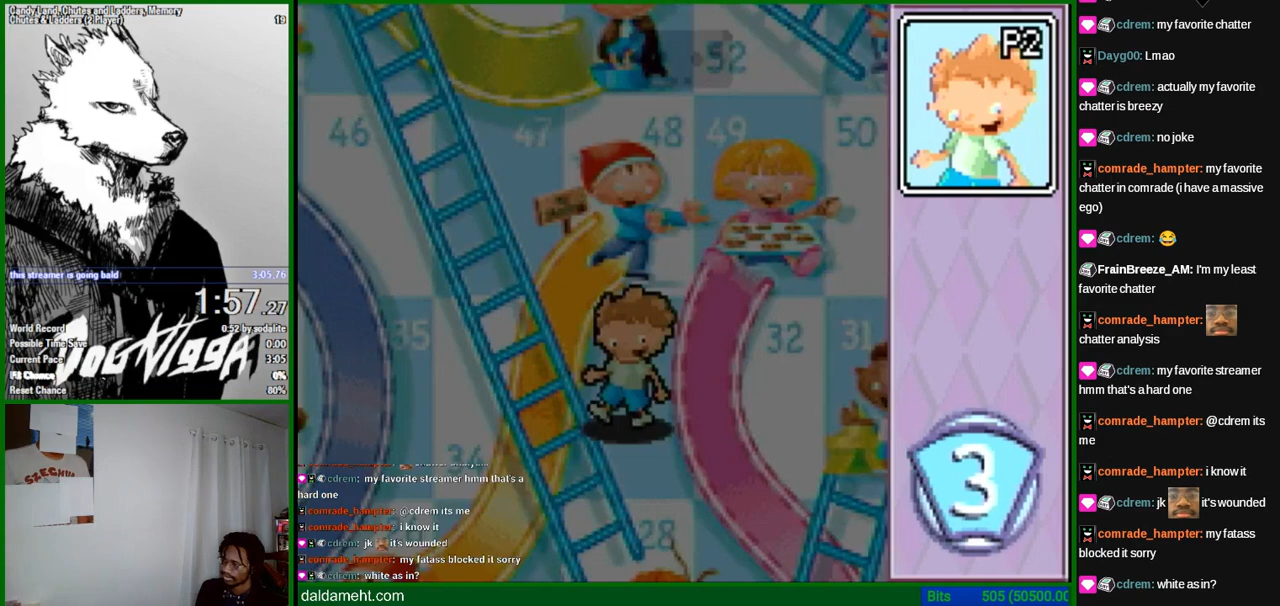 Candy Land, Chutes and Ladders, Memory
Chutes & Ladders (2 Player)
19
this streamer is going bald 3:05.76
1:57.27
World Record 0:52 by sodalite
Possible Time Save 0.00
Current Pace 3:05
PB Chance 0%
Reset Chance 80%
SZECHUAN
52
46 47 48 49 50
35 32 31
34
28
P2
3
cdrem: my favorite streamer hmm that's a
hard one
comrade_hampter: @cdrem its me
comrade_hampter: i know it
cdrem: jk it's wounded
comrade_hampter: my fatass blocked it sorry
cdrem: white as in?
daldameht.com
Bits 505 (50500.00
cdrem: my favorite chatter
Dayg00: Lmao
cdrem: actually my favorite
chatter is breezy
cdrem: no joke
comrade_hampter: my favorite
chatter in comrade (i have a massive
ego)
cdrem: 😂
FrainBreeze_AM: I'm my least
favorite chatter
comrade_hampter:
chatter analysis
cdrem: my favorite streamer
hmm that's a hard one
comrade_hampter: @cdrem its
me
comrade_hampter: i know it
cdrem: jk it's wounded
comrade_hampter: my fatass
blocked it sorry
cdrem: white as in?